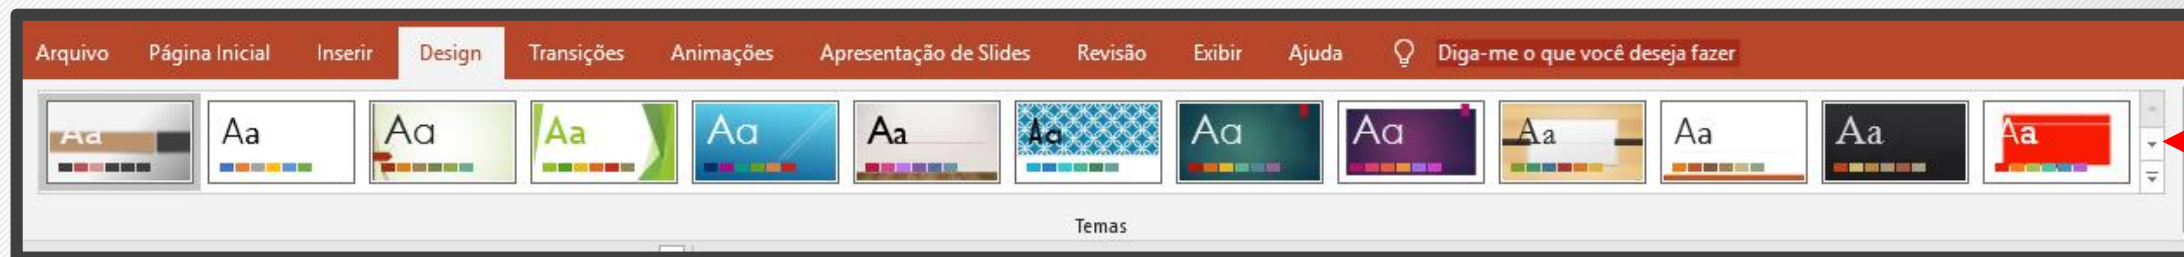 Arquivo Página Inicial Inserir Design Transições Animações Apresentação de Slides Revisão Exibir Ajuda Diga-me o que você deseja fazer
Aa Aa Aa Aa Aa Aa Aa Aa Aa Aa Aa Aa Aa
Temas